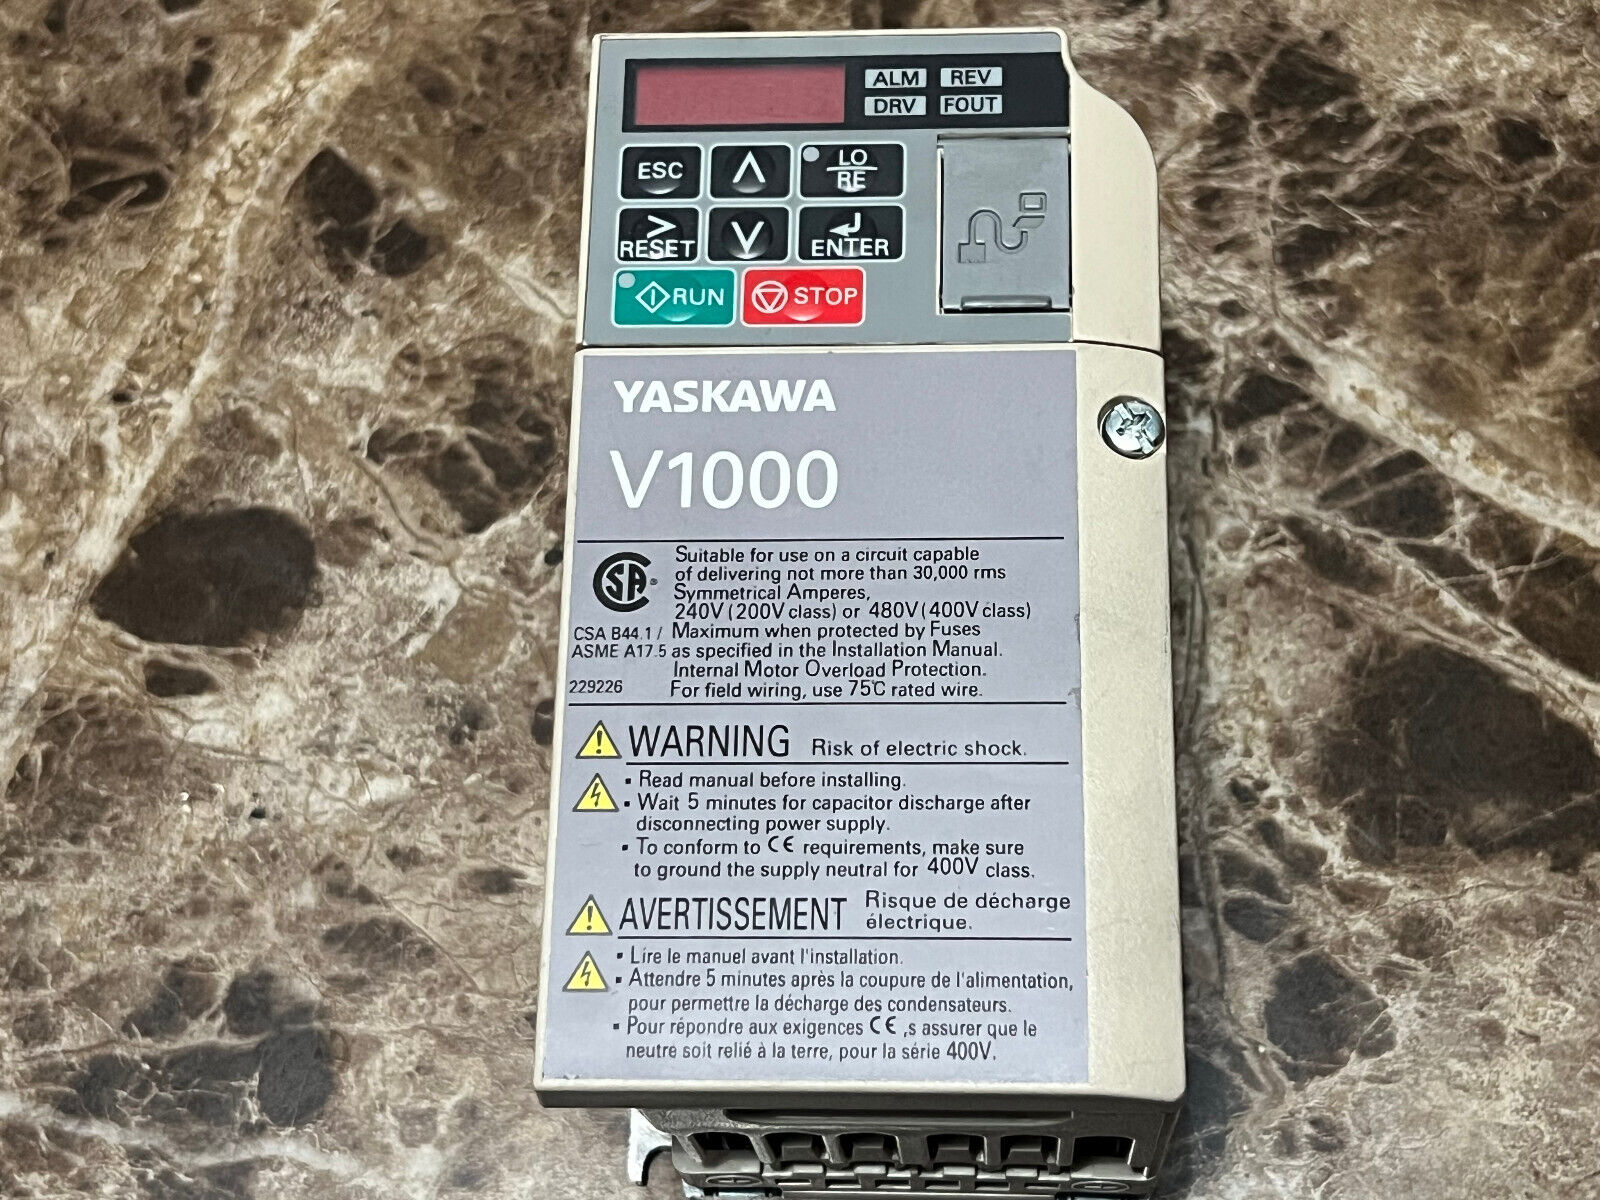 ALM REV
DRV FOUT
ESC
LO
RE
>
RESET
ENTER
RUN
STOP
YASKAWA
V1000
Suitable for use on a circuit capable
of delivering not more than 30,000 rms
Symmetrical Amperes,
240V (200V class) or 480V (400V class)
CSA B44.1 / Maximum when protected by Fuses
ASME A17.5 as specified in the Installation Manual.
Internal Motor Overload Protection.
229226 For field wiring, use 75°C rated wire.
WARNING Risk of electric shock.
▪ Read manual before installing.
▪ Wait 5 minutes for capacitor discharge after
disconnecting power supply.
▪ To conform to CE requirements, make sure
to ground the supply neutral for 400V class.
AVERTISSEMENT Risque de décharge
électrique.
▪ Lire le manuel avant l'installation.
▪ Attendre 5 minutes après la coupure de l'alimentation,
pour permettre la décharge des condensateurs.
▪ Pour répondre aux exigences CE ,s assurer que le
neutre soit relié à la terre, pour la série 400V.